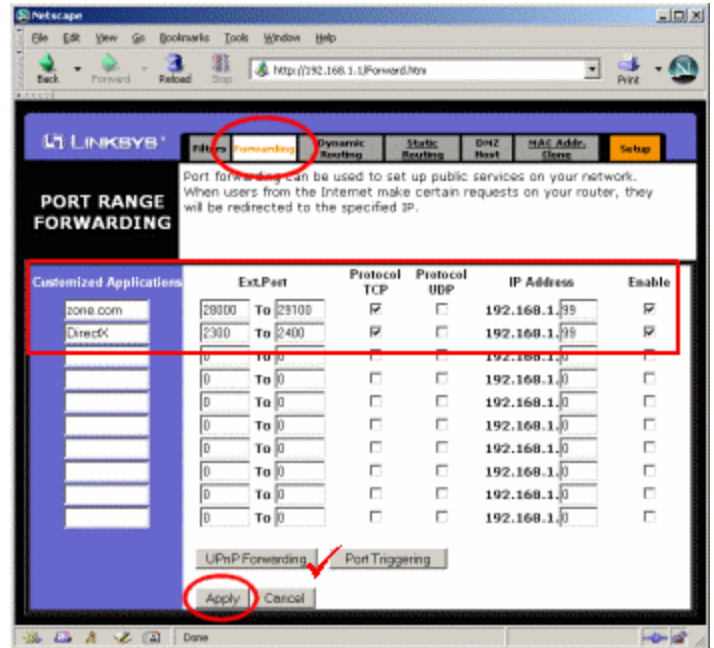 Netscape
File Edit View Go Bookmarks Tools Window Help
Back Forward Reload Stop http://192.168.1.1/Forward.htm Print
LINKSYS®
Filters Forwarding Dynamic Routing Static Routing DMZ Host MAC Addr. Clone Setup
PORT RANGE
FORWARDING
Port forwarding can be used to set up public services on your network.
When users from the Internet make certain requests on your router, they
will be redirected to the specified IP.
Customized Applications Ext.Port Protocol TCP Protocol UDP IP Address Enable
zone.com 28000 To 29100 192.168.1. 99
DirectX 2300 To 2400 192.168.1. 99
0 To 0 192.168.1. 0
0 To 0 192.168.1. 0
0 To 0 192.168.1. 0
0 To 0 192.168.1. 0
0 To 0 192.168.1. 0
0 To 0 192.168.1. 0
0 To 0 192.168.1. 0
0 To 0 192.168.1. 0
UPnP Forwarding Port Triggering
Apply Cancel
Done